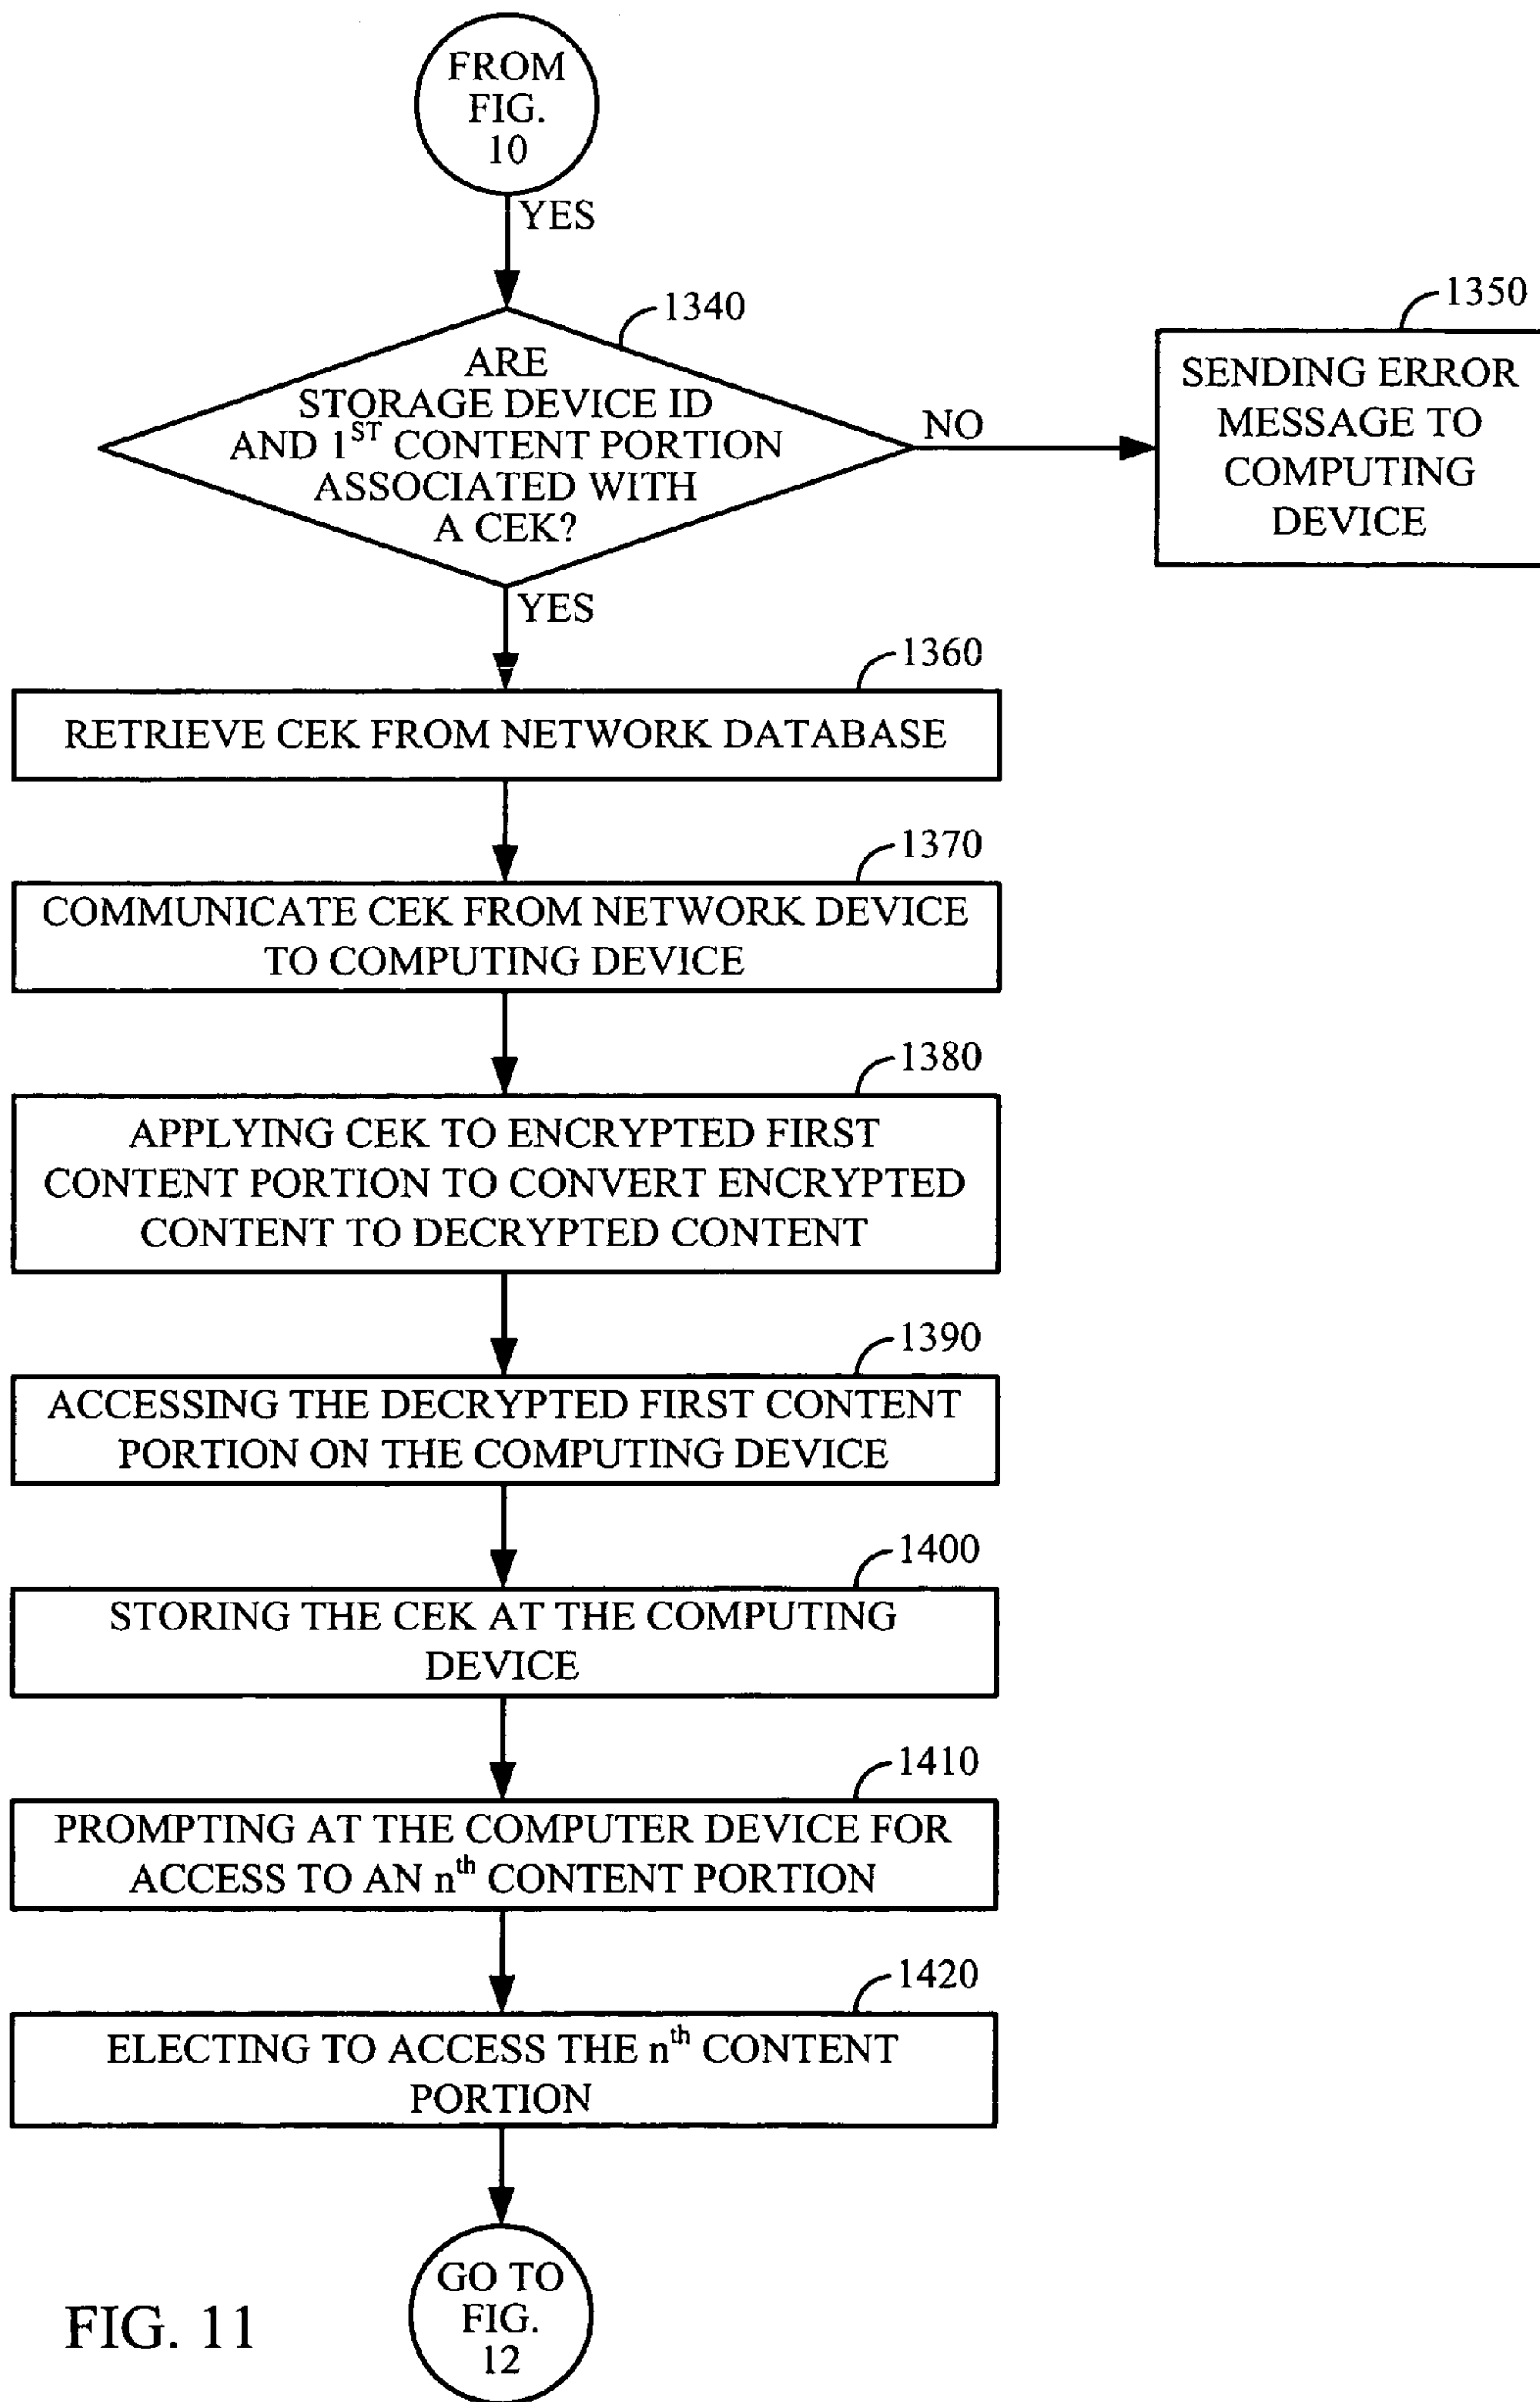 FROM
FIG.
10
YES
1340
ARE
STORAGE DEVICE ID
AND 1ST CONTENT PORTION
ASSOCIATED WITH
A CEK?
NO
1350
SENDING ERROR
MESSAGE TO
COMPUTING
DEVICE
YES
1360
RETRIEVE CEK FROM NETWORK DATABASE
1370
COMMUNICATE CEK FROM NETWORK DEVICE
TO COMPUTING DEVICE
1380
APPLYING CEK TO ENCRYPTED FIRST
CONTENT PORTION TO CONVERT ENCRYPTED
CONTENT TO DECRYPTED CONTENT
1390
ACCESSING THE DECRYPTED FIRST CONTENT
PORTION ON THE COMPUTING DEVICE
1400
STORING THE CEK AT THE COMPUTING
DEVICE
1410
PROMPTING AT THE COMPUTER DEVICE FOR
ACCESS TO AN nth CONTENT PORTION
1420
ELECTING TO ACCESS THE nth CONTENT
PORTION
GO TO
FIG.
12
FIG. 11